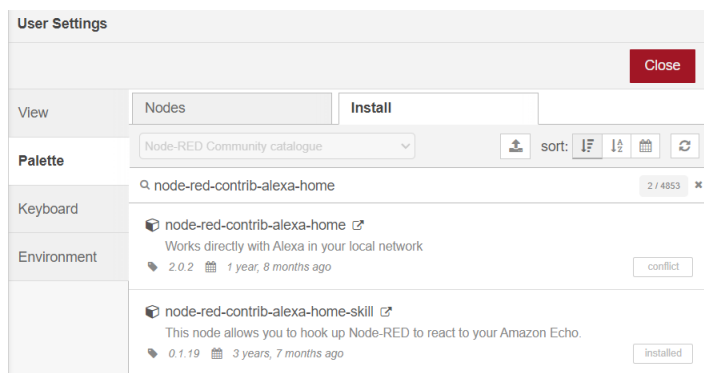 User Settings
Close
View
Palette
Keyboard
Environment
Nodes
Install
Node-RED Community catalogue
sort:
node-red-contrib-alexa-home
2 / 4853
node-red-contrib-alexa-home
Works directly with Alexa in your local network
2.0.2 1 year, 8 months ago
conflict
node-red-contrib-alexa-home-skill
This node allows you to hook up Node-RED to react to your Amazon Echo.
0.1.19 3 years, 7 months ago
installed